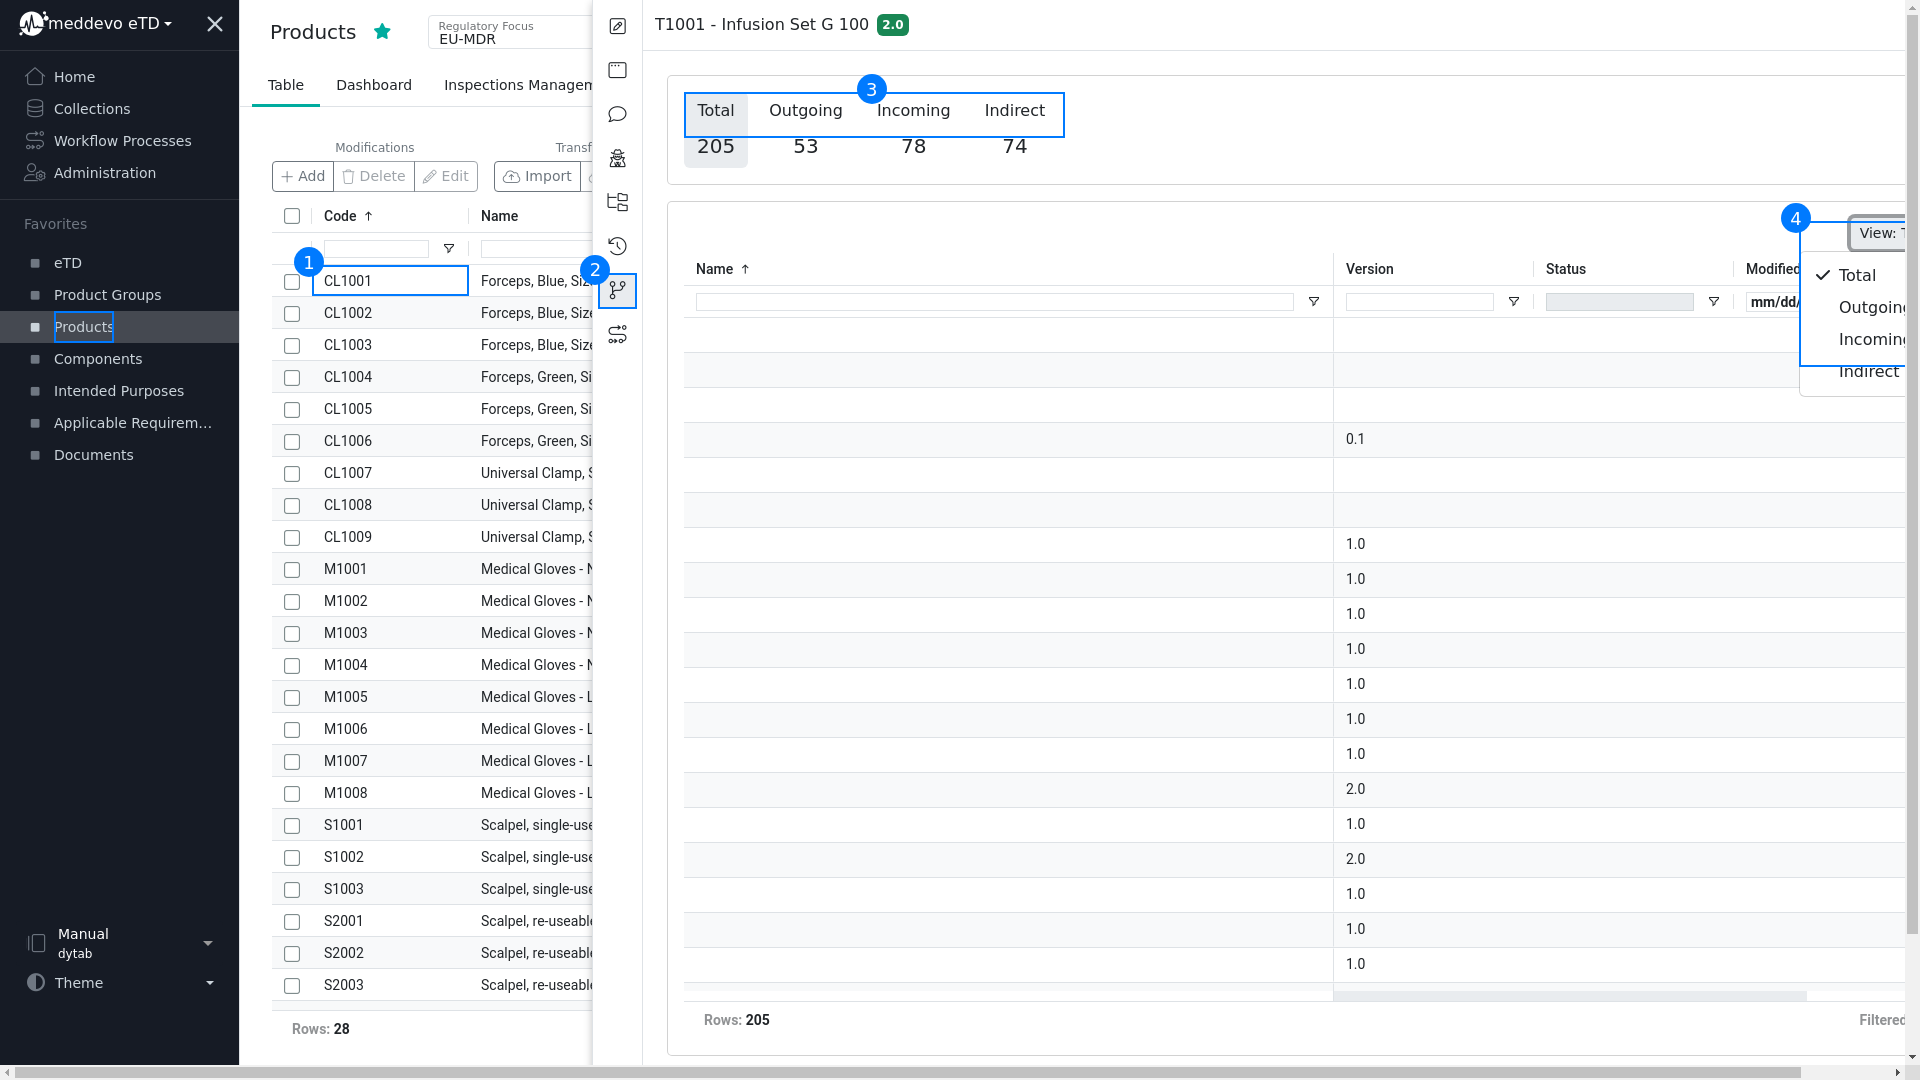 meddevo eTD
Home
Collections
Workflow Processes
Administration
Favorites
eTD
Product Groups
Products
Components
Intended Purposes
Applicable Requirem...
Documents
Manual
dytab
Theme
Products
Regulatory Focus
EU-MDR
Table Dashboard Inspections Managem
Modifications Transf
Add Delete Edit Import
Code Name
1
CL1001 Forceps, Blue, Siz
CL1002 Forceps, Blue, Size
CL1003 Forceps, Blue, Size
CL1004 Forceps, Green, Si
CL1005 Forceps, Green, Si
CL1006 Forceps, Green, Si
CL1007 Universal Clamp, S
CL1008 Universal Clamp, S
CL1009 Universal Clamp, S
M1001 Medical Gloves - N
M1002 Medical Gloves - N
M1003 Medical Gloves - N
M1004 Medical Gloves - N
M1005 Medical Gloves - L
M1006 Medical Gloves - L
M1007 Medical Gloves - L
M1008 Medical Gloves - L
S1001 Scalpel, single-use
S1002 Scalpel, single-use
S1003 Scalpel, single-use
S2001 Scalpel, re-useable
S2002 Scalpel, re-useable
S2003 Scalpel, re-useable
Rows: 28
2
T1001 - Infusion Set G 100 2.0
3
Total Outgoing Incoming Indirect
205 53 78 74
4
View: T
Total
Outgoing
Incoming
Indirect
Name Version Status Modified
mm/dd/
0.1
1.0
1.0
1.0
1.0
1.0
1.0
1.0
2.0
1.0
2.0
1.0
1.0
1.0
Rows: 205 Filtered